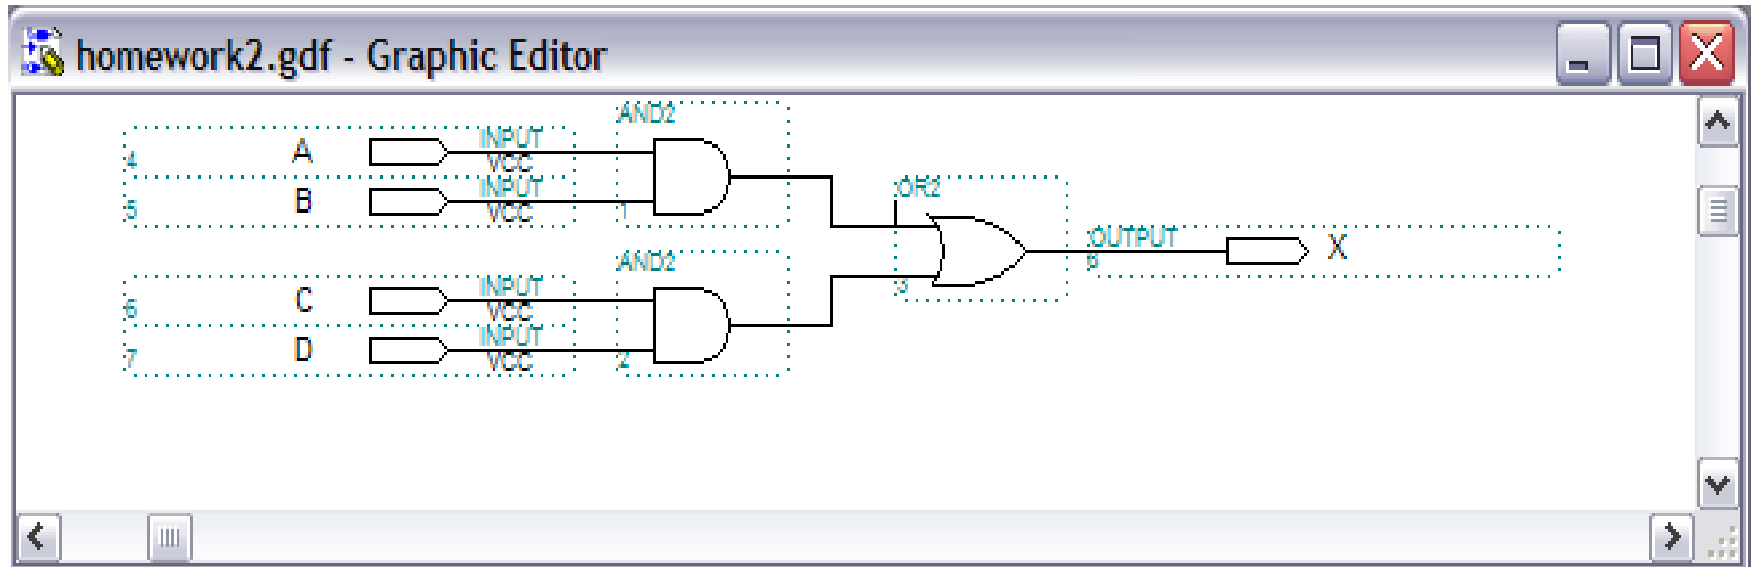 homework2.gdf - Graphic Editor
AND2
4 A INPUT
VCC
5 B INPUT
VCC
1
OR2
OUTPUT
8 X
AND2
6 C INPUT
VCC
3
7 D INPUT
VCC
2